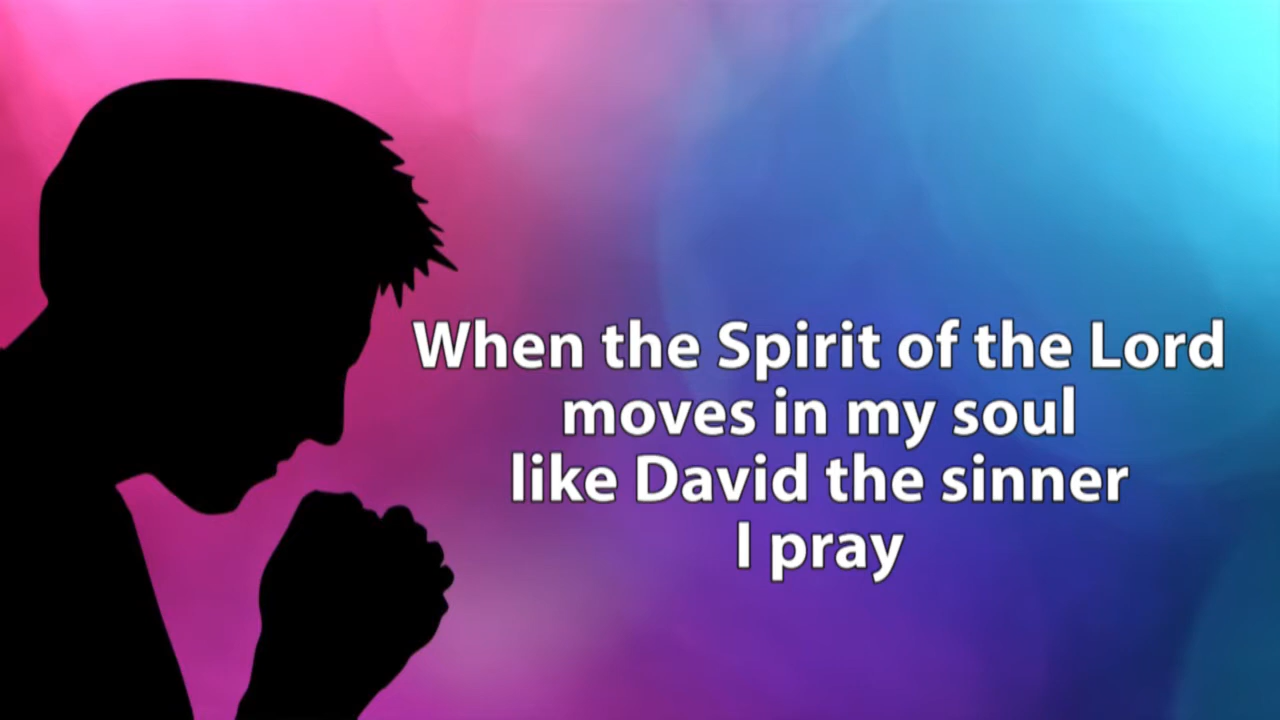 When the Spirit of the Lord
moves in my soul
like David the sinner
I pray